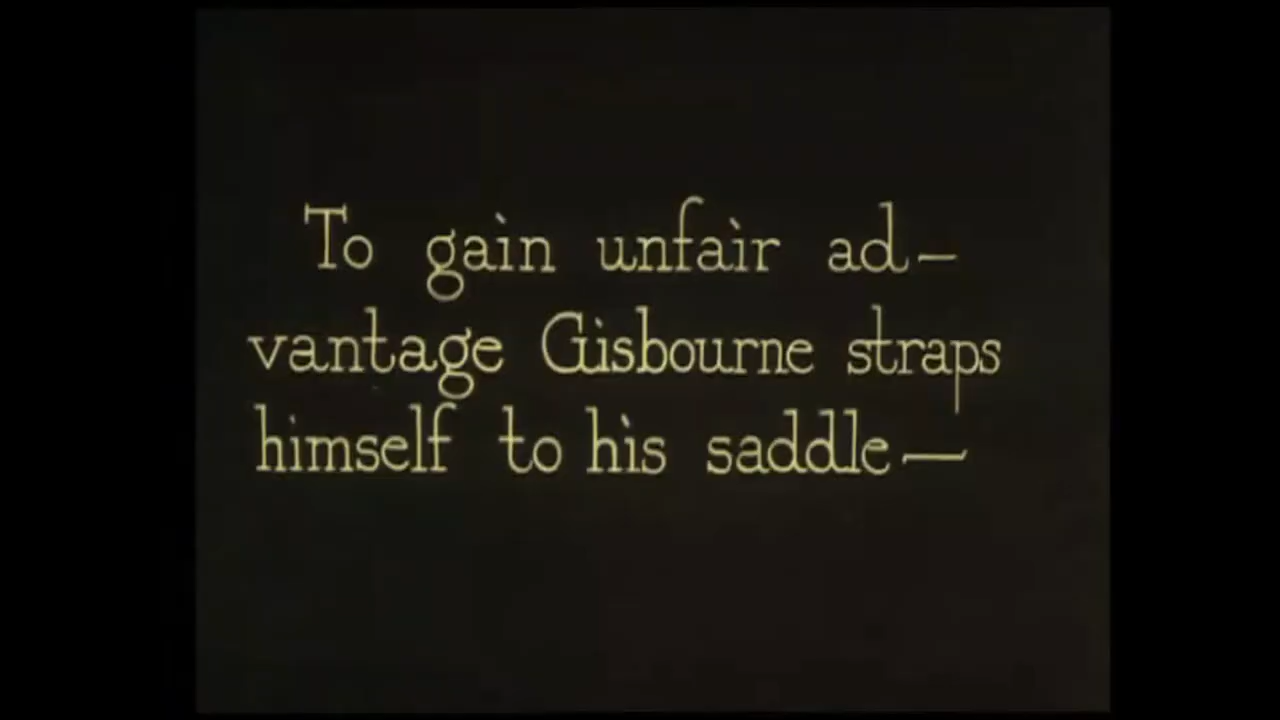 To gain unfair ad-
vantage Gisbourne straps
himself to his saddle—